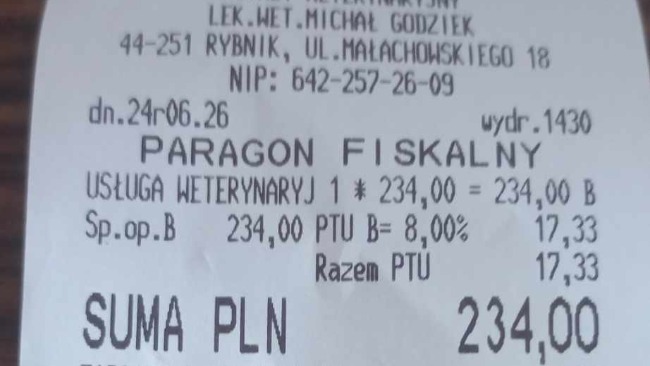 LEK.WET.MICHAŁ GODZIEK
44-251 RYBNIK, UL.MAŁACHOWSKIEGO 18
NIP: 642-257-26-09
dn.24r06.26 wydr.1430
PARAGON FISKALNY
USŁUGA WETERYNARYJ 1 * 234,00 = 234,00 B
Sp.op.B 234,00 PTU B= 8,00% 17,33
Razem PTU 17,33
SUMA PLN 234,00